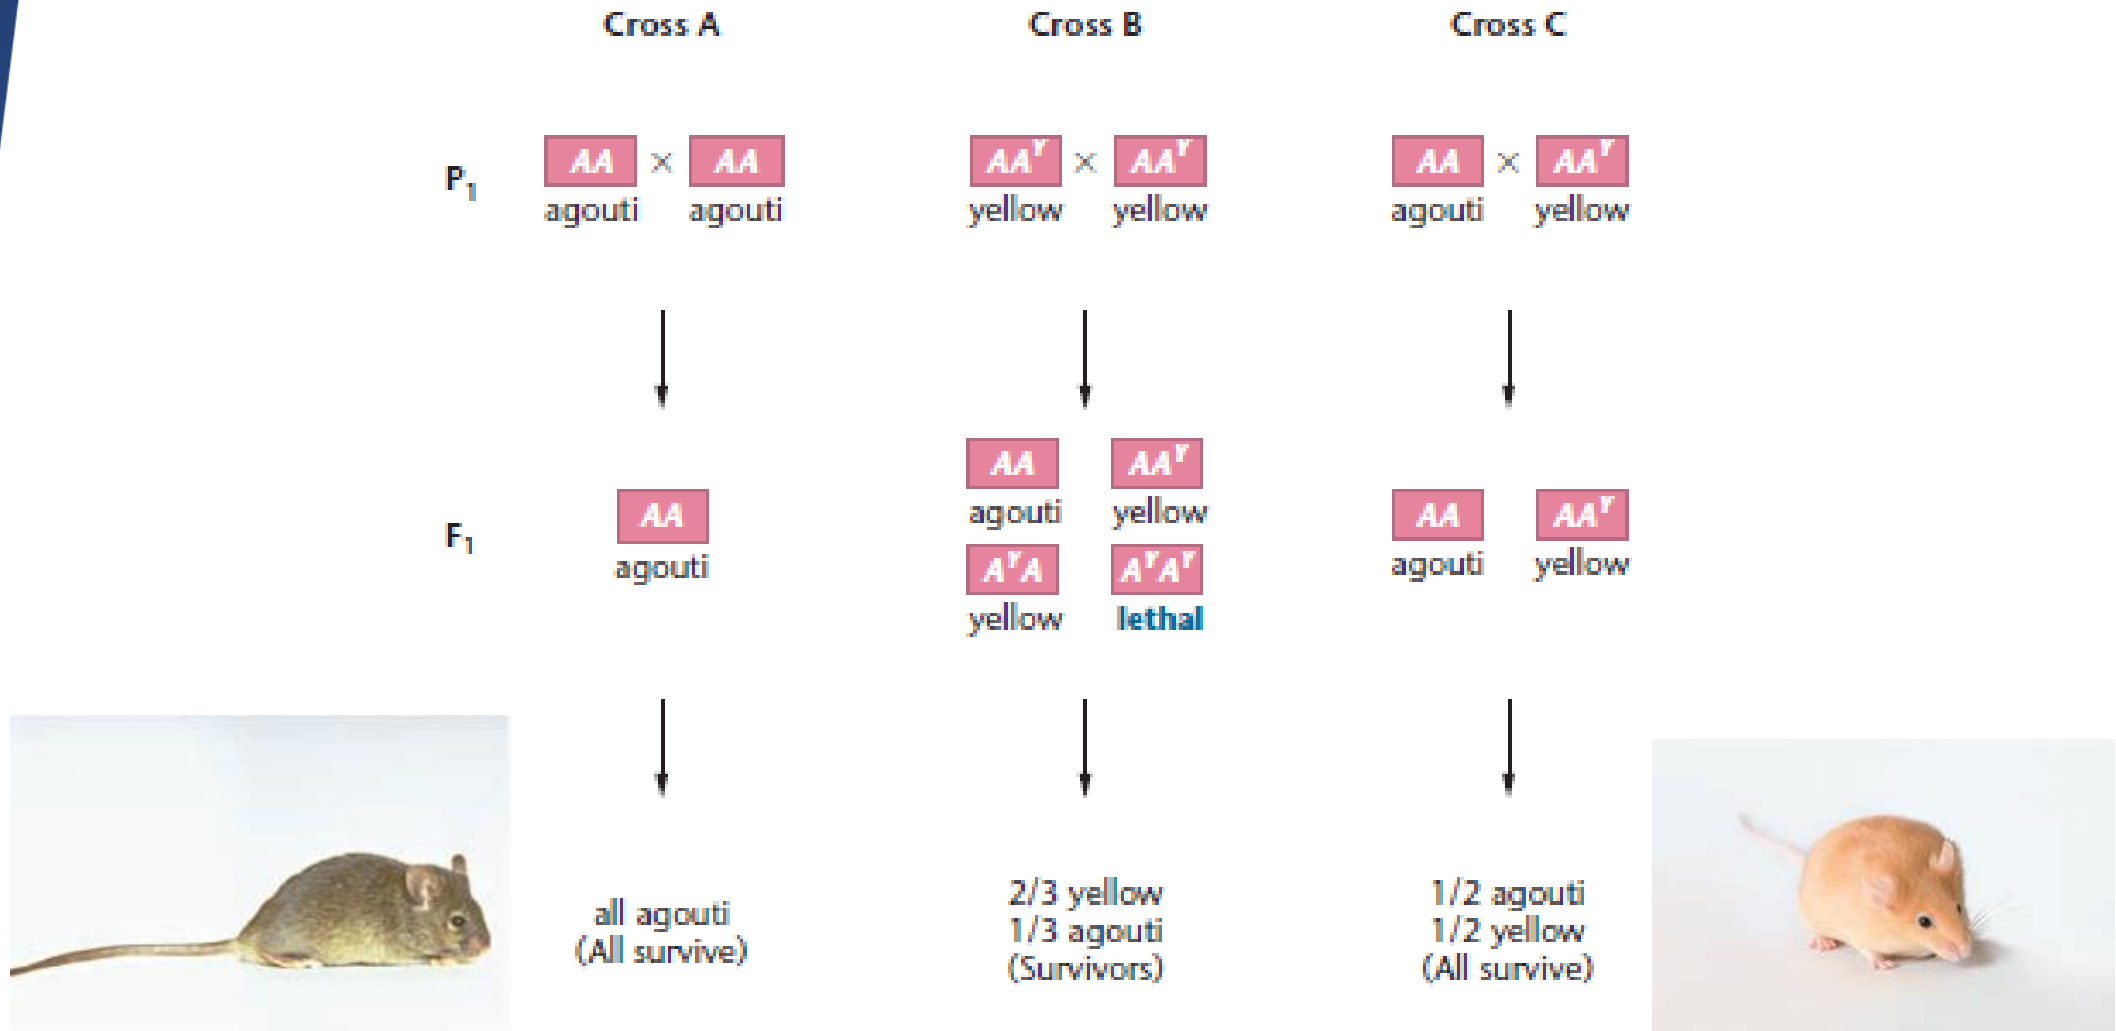 Cross A Cross B Cross C
P₁ AA × AA AAʸ × AAʸ AA × AAʸ
agouti agouti yellow yellow agouti yellow
AA AAʸ
agouti yellow
F₁ AA AA AAʸ
agouti agouti yellow
AʸA AʸAʸ
yellow lethal
all agouti
(All survive)
2/3 yellow
1/3 agouti
(Survivors)
1/2 agouti
1/2 yellow
(All survive)